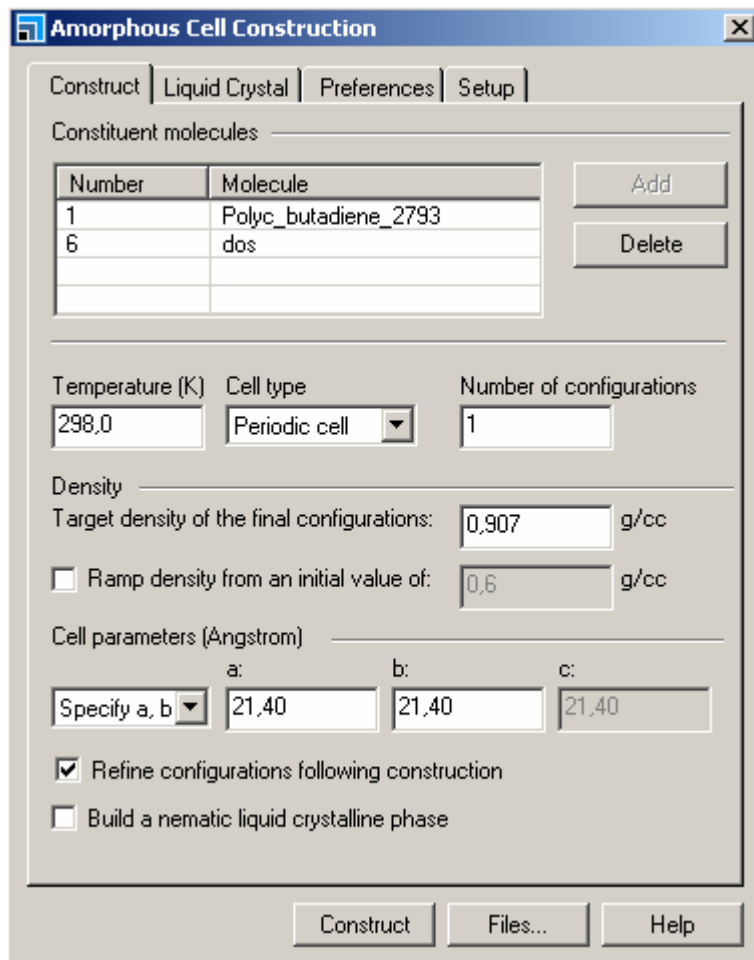 Amorphous Cell Construction
Construct Liquid Crystal Preferences Setup
Constituent molecules
Number Molecule
1 Polyc_butadiene_2793
6 dos
Add
Delete
Temperature (K) Cell type Number of configurations
298,0 Periodic cell 1
Density
Target density of the final configurations: 0,907 g/cc
Ramp density from an initial value of: 0,6 g/cc
Cell parameters (Angstrom)
a: b: c:
Specify a, b 21,40 21,40 21,40
Refine configurations following construction
Build a nematic liquid crystalline phase
Construct Files... Help